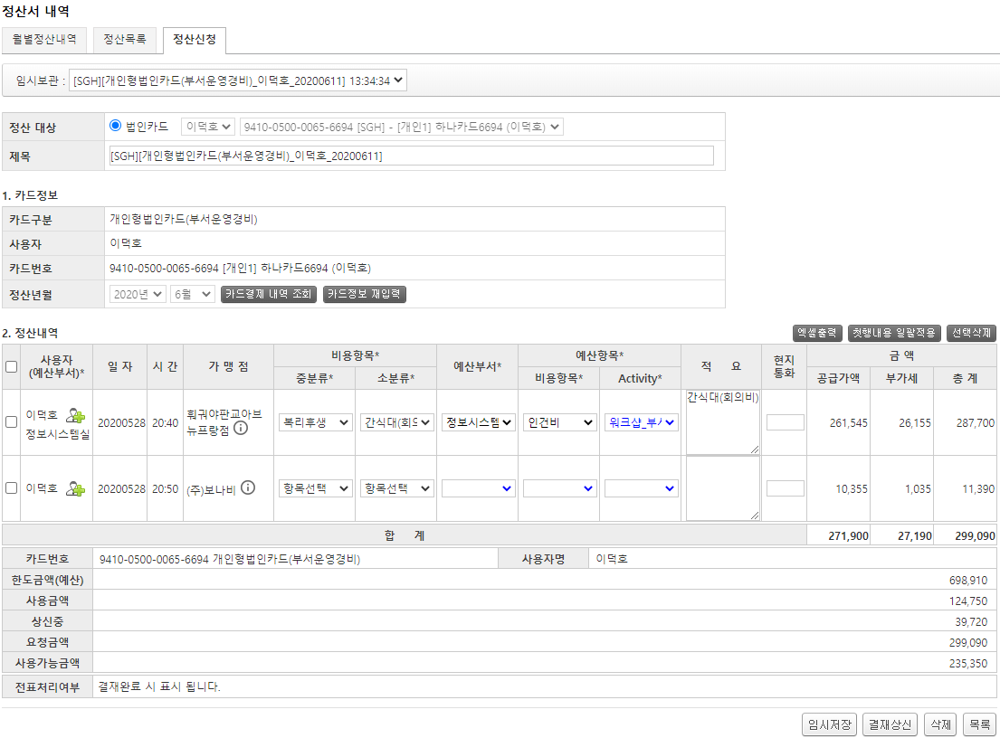 정산서 내역
월별정산내역 정산목록 정산신청
임시보관 : [SGH][개인형법인카드(부서운영경비)_이덕호_20200611] 13:34:34
정산 대상 법인카드 이덕호 9410-0500-0065-6694 [SGH] - [개인1] 하나카드6694 (이덕호)
제목 [SGH][개인형법인카드(부서운영경비)_이덕호_20200611]
1. 카드정보
카드구분 개인형법인카드(부서운영경비)
사용자 이덕호
카드번호 9410-0500-0065-6694 [개인1] 하나카드6694 (이덕호)
정산년월 2020년 6월 카드결제 내역 조회 카드정보 재입력
2. 정산내역 엑셀출력 첫행내용 일괄적용 선택삭제
사용자 (예산부서)* 일 자 시 간 가 맹 점 비용항목* 예산부서* 예산항목* 적 요 현지 통화 금 액
중분류* 소분류* 비용항목* Activity* 공급가액 부가세 총 계
이덕호 정보시스템실 20200528 20:40 훠궈야판교아브뉴프랑점 복리후생 간식대(회의 정보시스템 인건비 워크샵_부서 간식대(회의비) 261,545 26,155 287,700
이덕호 20200528 20:50 (주)보나비 항목선택 항목선택 10,355 1,035 11,390
합 계 271,900 27,190 299,090
카드번호 9410-0500-0065-6694 개인형법인카드(부서운영경비) 사용자명 이덕호
한도금액(예산) 698,910
사용금액 124,750
상신중 39,720
요청금액 299,090
사용가능금액 235,350
전표처리여부 결재완료 시 표시 됩니다.
임시저장 결재상신 삭제 목록